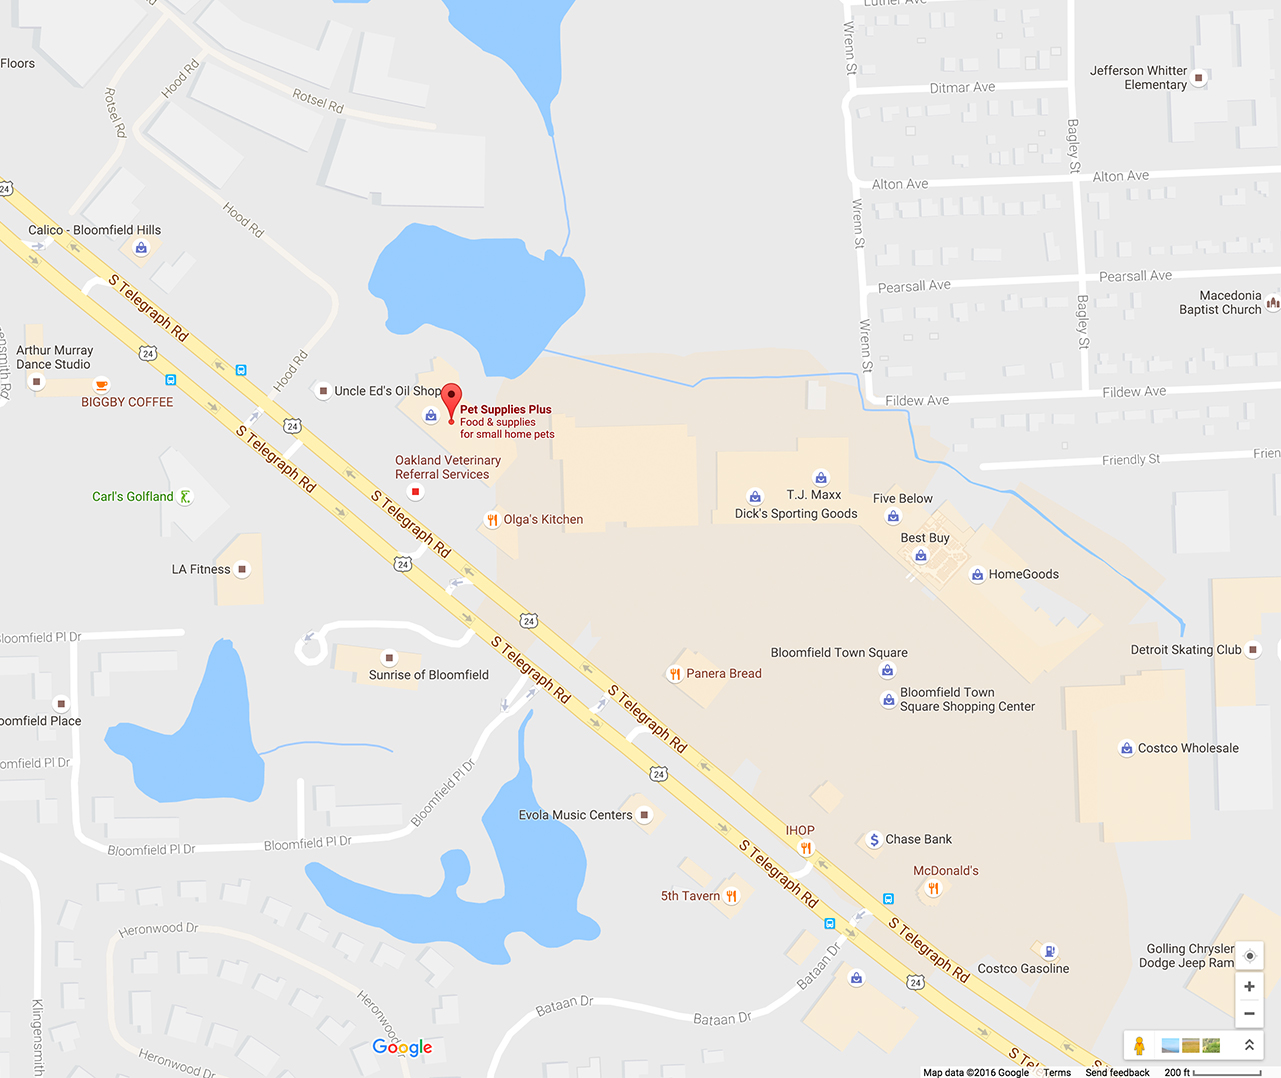 Luther Ave
Rd
Floors
Hood Rd
Rotsel Rd
Rotsel Rd
Wrenn St
Jefferson Whitter
Elementary
Ditmar Ave
Bagley St
Alton Ave
Alton Ave
24
Calico - Bloomfield Hills
Hood Rd
Wrenn St
Pearsall Ave
Pearsall Ave
Macedonia
Baptist Church
Bagley St
S Telegraph Rd
24
Arthur Murray
Dance Studio
BIGGBY COFFEE
Hood Rd
Wrenn St
Uncle Ed's Oil Shop
Pet Supplies Plus
Food & supplies
for small home pets
Fildew Ave
Fildew Ave
24
S Telegraph Rd
Oakland Veterinary
Referral Services
Friendly St
Frien
Carl's Golfland
S Telegraph Rd
Olga's Kitchen
T.J. Maxx
Dick's Sporting Goods
Five Below
Best Buy
HomeGoods
24
LA Fitness
24
loomfield Pl Dr
S Telegraph Rd
Sunrise of Bloomfield
Bloomfield Town Square
Panera Bread
Detroit Skating Club
Bloomfield Town
Square Shopping Center
oomfield Place
S Telegraph Rd
Costco Wholesale
omfield Pl Dr
24
Bloomfield Pl Dr
Evola Music Centers
IHOP
Chase Bank
Bloomfield Pl Dr
Bloomfield Pl Dr
S Telegraph Rd
McDonald's
5th Tavern
Heronwood Dr
S Telegraph Rd
Golling Chrysler
Dodge Jeep Ram
Costco Gasoline
Bataan Dr
24
Bataan Dr
Bataan Dr
Klingensmith
Heronwood
Heronwood Dr
Google
S Te
S
Map data ©2016 Google Terms Send feedback 200 ft